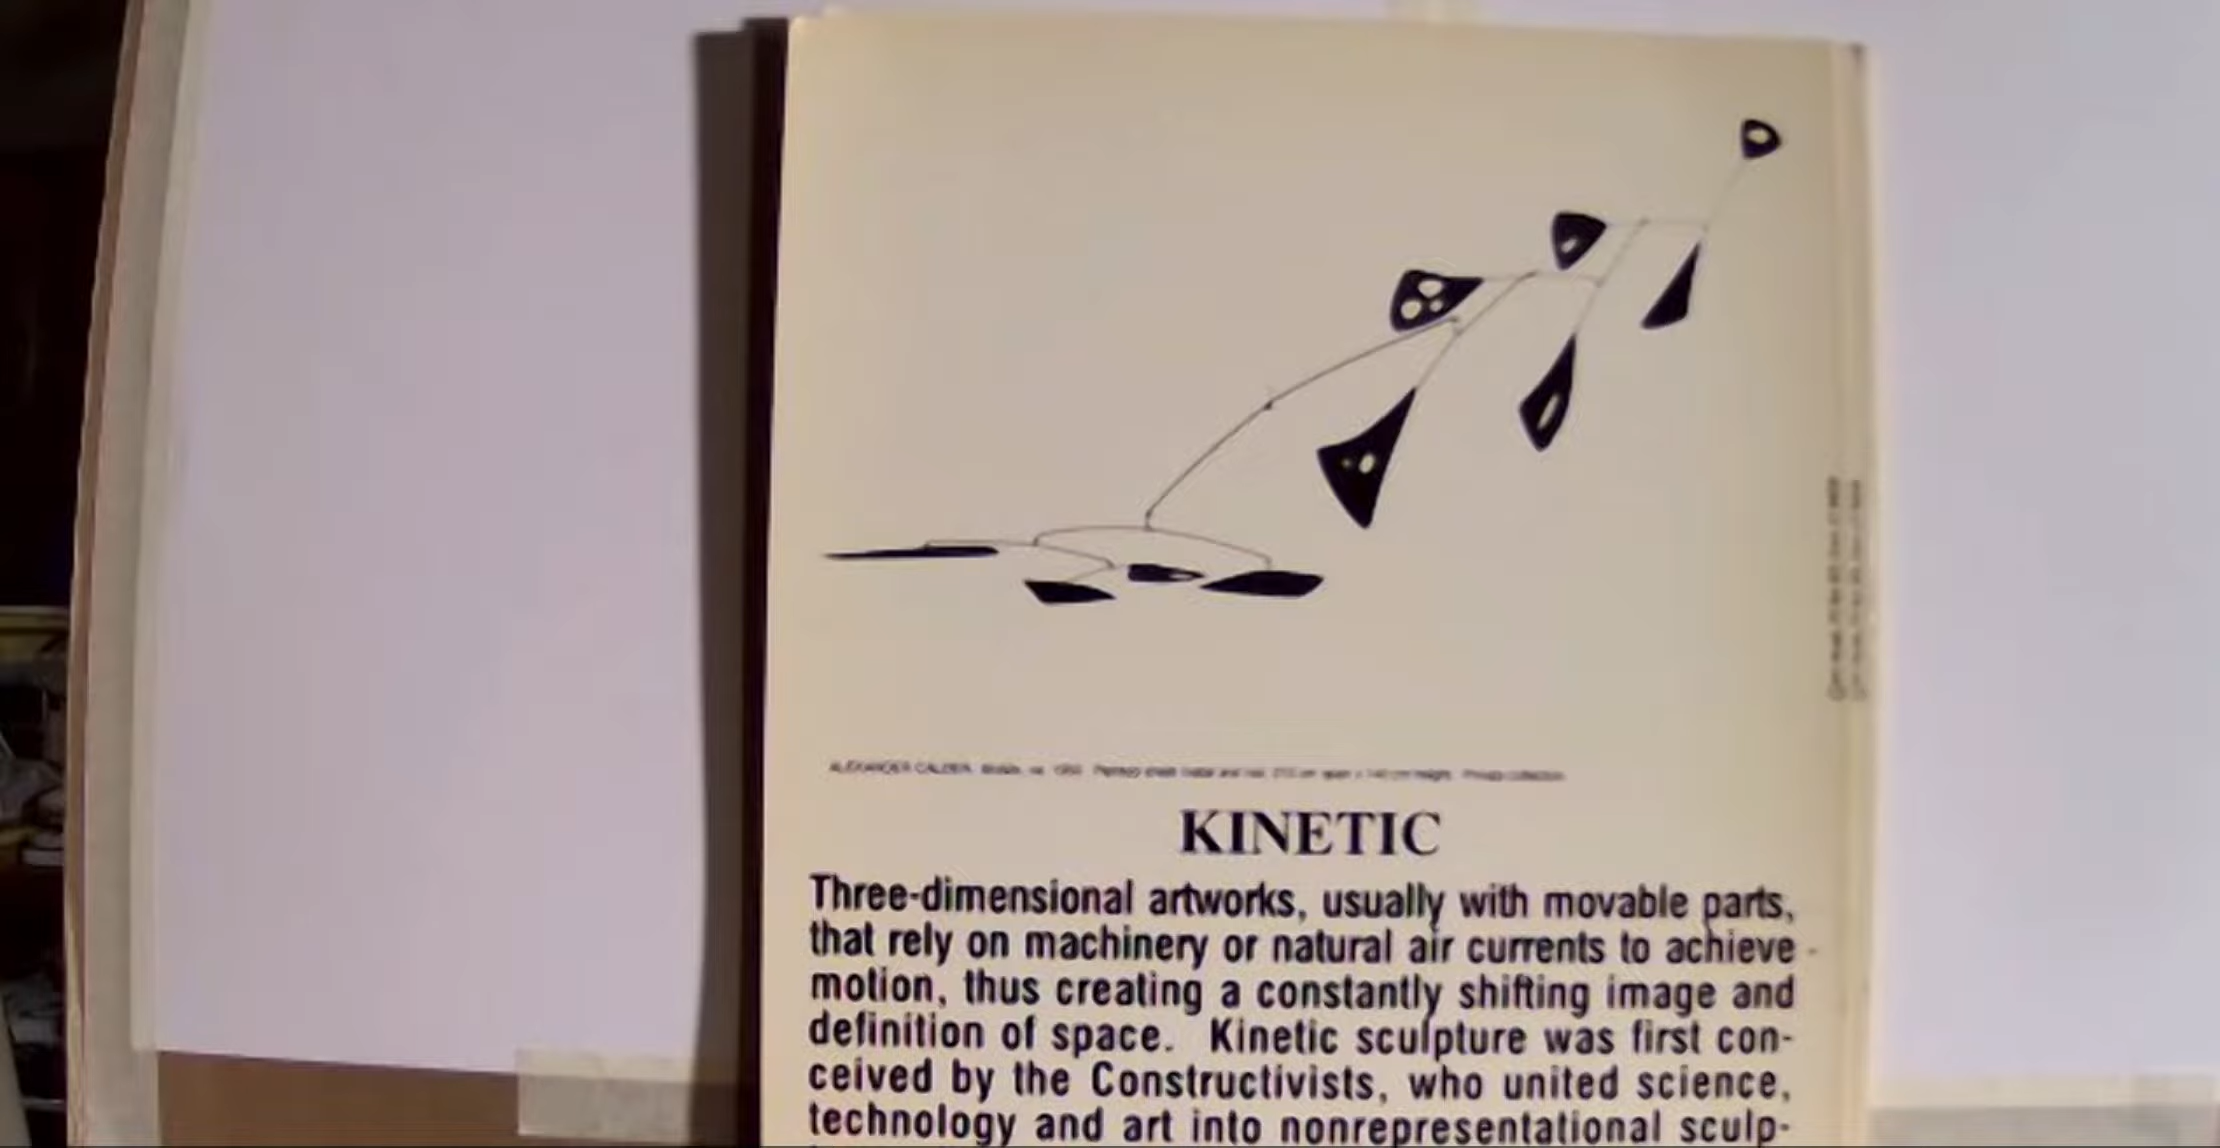 ALEXANDER CALDER
KINETIC
Three-dimensional artworks, usually with movable parts,
that rely on machinery or natural air currents to achieve
motion, thus creating a constantly shifting image and
definition of space. Kinetic sculpture was first con-
ceived by the Constructivists, who united science,
technology and art into nonrepresentational sculp-